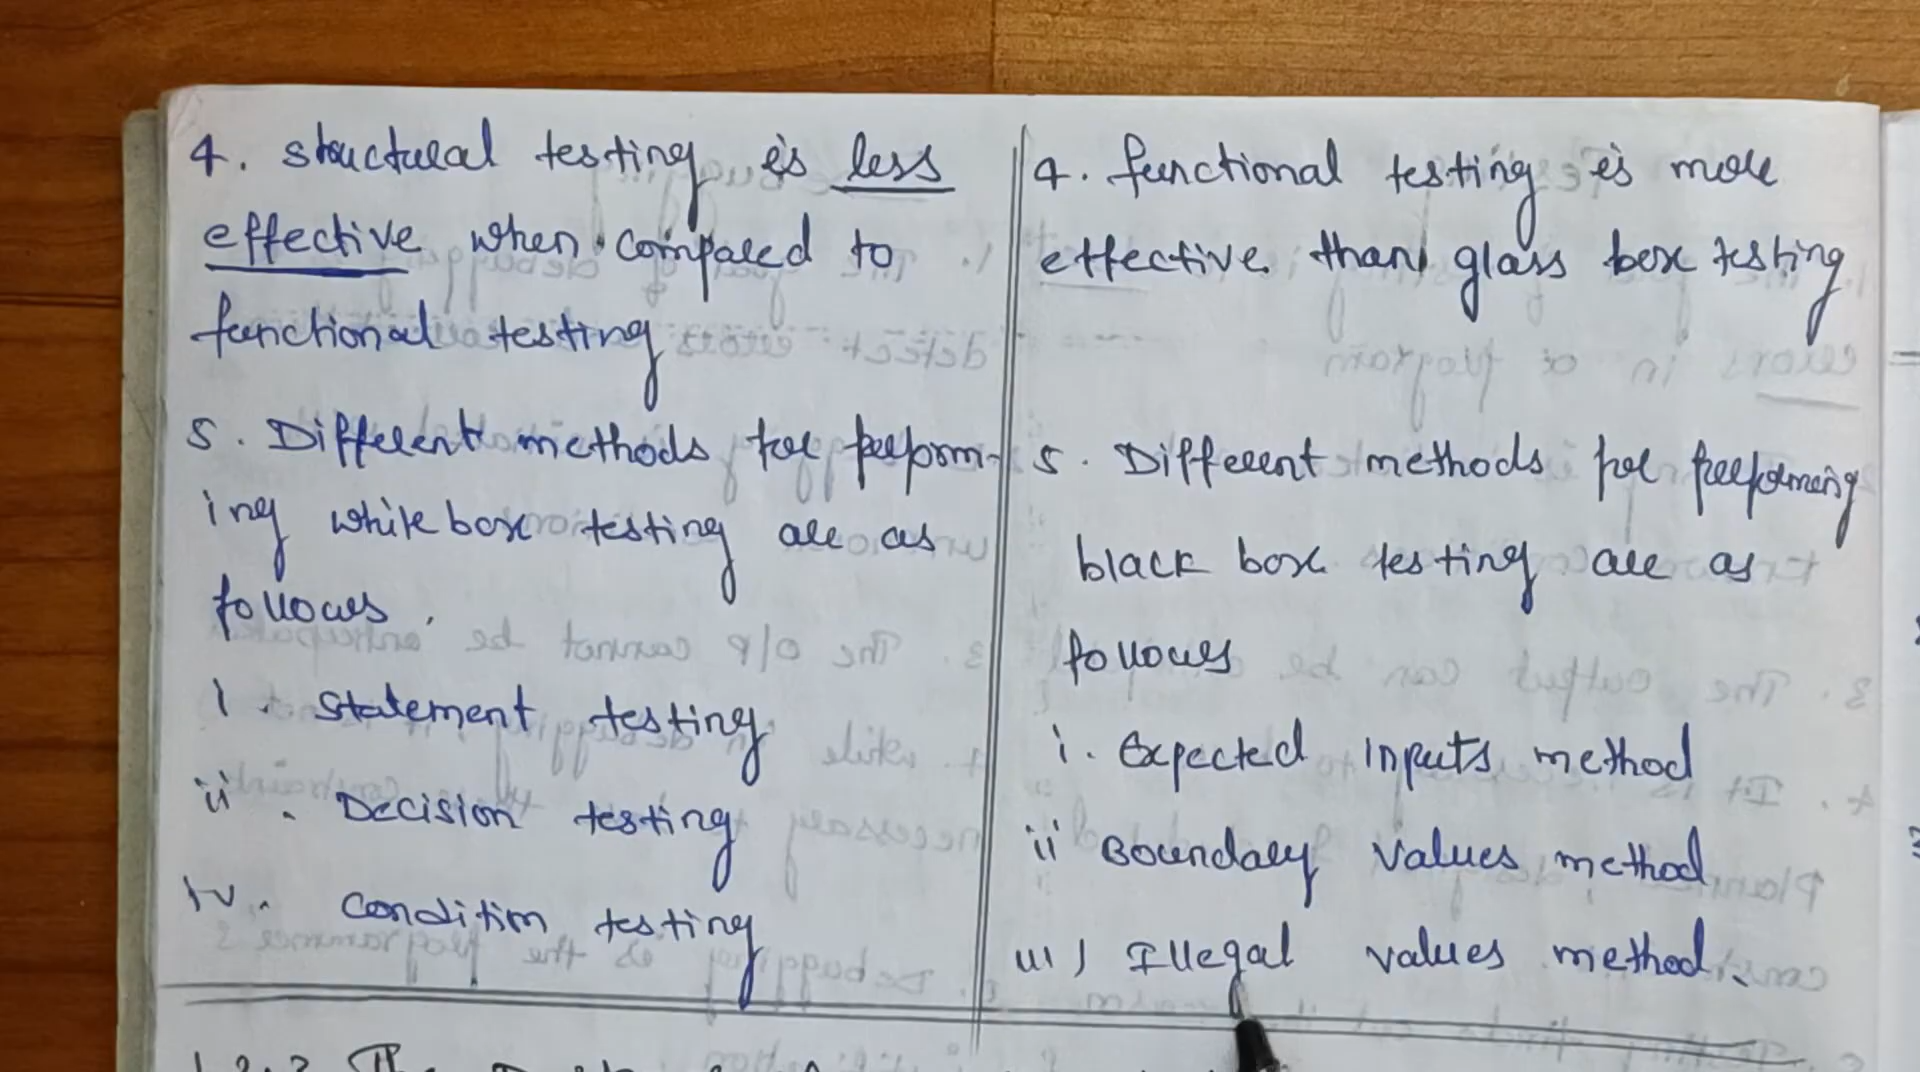 4. structural testing is less
effective when compared to
functional testing
5. Different methods for perform-
ing white box testing are as
follows.
i. statement testing
ii. Decision testing
iv. condition testing
4. functional testing is more
effective than glass box testing
5. Different methods for performing
black box testing are as
follows
i. Expected inputs method
ii Boundary values method
iii) Illegal values method.